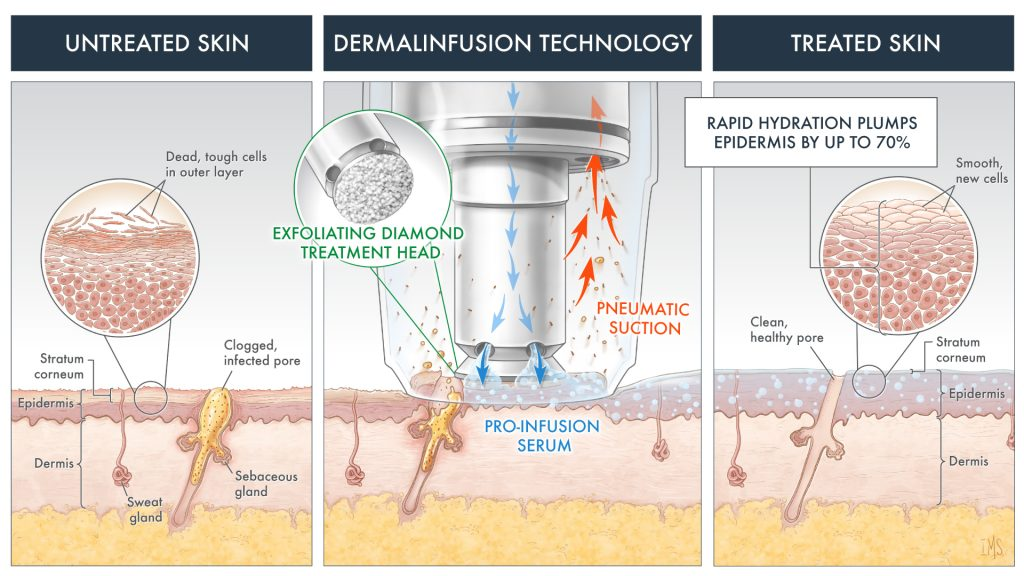 UNTREATED SKIN
Dead, tough cells
in outer layer
Stratum
corneum
Clogged,
infected pore
Epidermis
Dermis
Sweat
gland
Sebaceous
gland
DERMALINFUSION TECHNOLOGY
EXFOLIATING DIAMOND
TREATMENT HEAD
PNEUMATIC
SUCTION
PRO-INFUSION
SERUM
TREATED SKIN
RAPID HYDRATION PLUMPS
EPIDERMIS BY UP TO 70%
Smooth,
new cells
Clean,
healthy pore
Stratum
corneum
Epidermis
Dermis
IMS